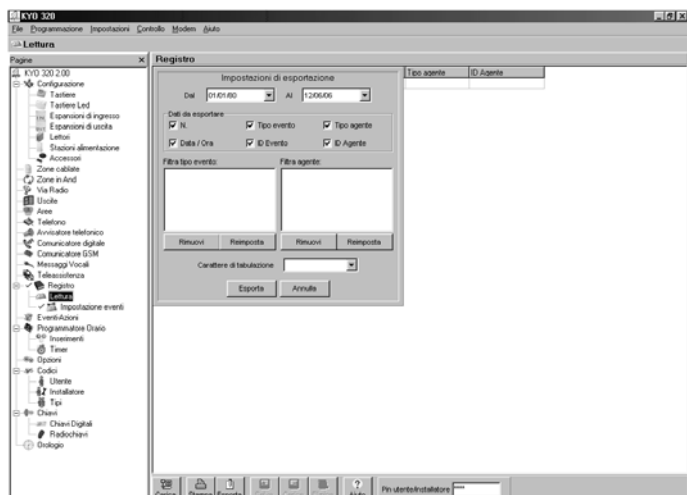 KYO 320
File Programmazione Impostazioni Controllo Modem Aiuto
Lettura
Pagine
KYO 320 2.00
Configurazione
Tastiere
Tastiere Led
Espansioni di ingresso
Espansioni di uscita
Lettori
Stazioni alimentazione
Accessori
Zone cablate
Zone in And
Via Radio
Uscite
Aree
Telefono
Avvisatore telefonico
Comunicatore digitale
Comunicatore GSM
Messaggi Vocali
Teleassistenza
Registro
Lettura
Impostazione eventi
Eventi-Azioni
Programmatore Orario
Inserimenti
Timer
Opzioni
Codici
Utente
Installatore
Tipi
Chiavi
Chiavi Digitali
Radiochiavi
Orologio
Registro
Tipo agente ID Agente
Impostazioni di esportazione
Dal 01/01/80 Al 12/06/06
Dati da esportare
N. Tipo evento Tipo agente
Data / Ora ID Evento ID Agente
Filtra tipo evento: Filtra agente:
Rimuovi Reimposta Rimuovi Reimposta
Carattere di tabulazione
Esporta Annulla
Stampa Esporta Aiuto Pin utente/installatore ****